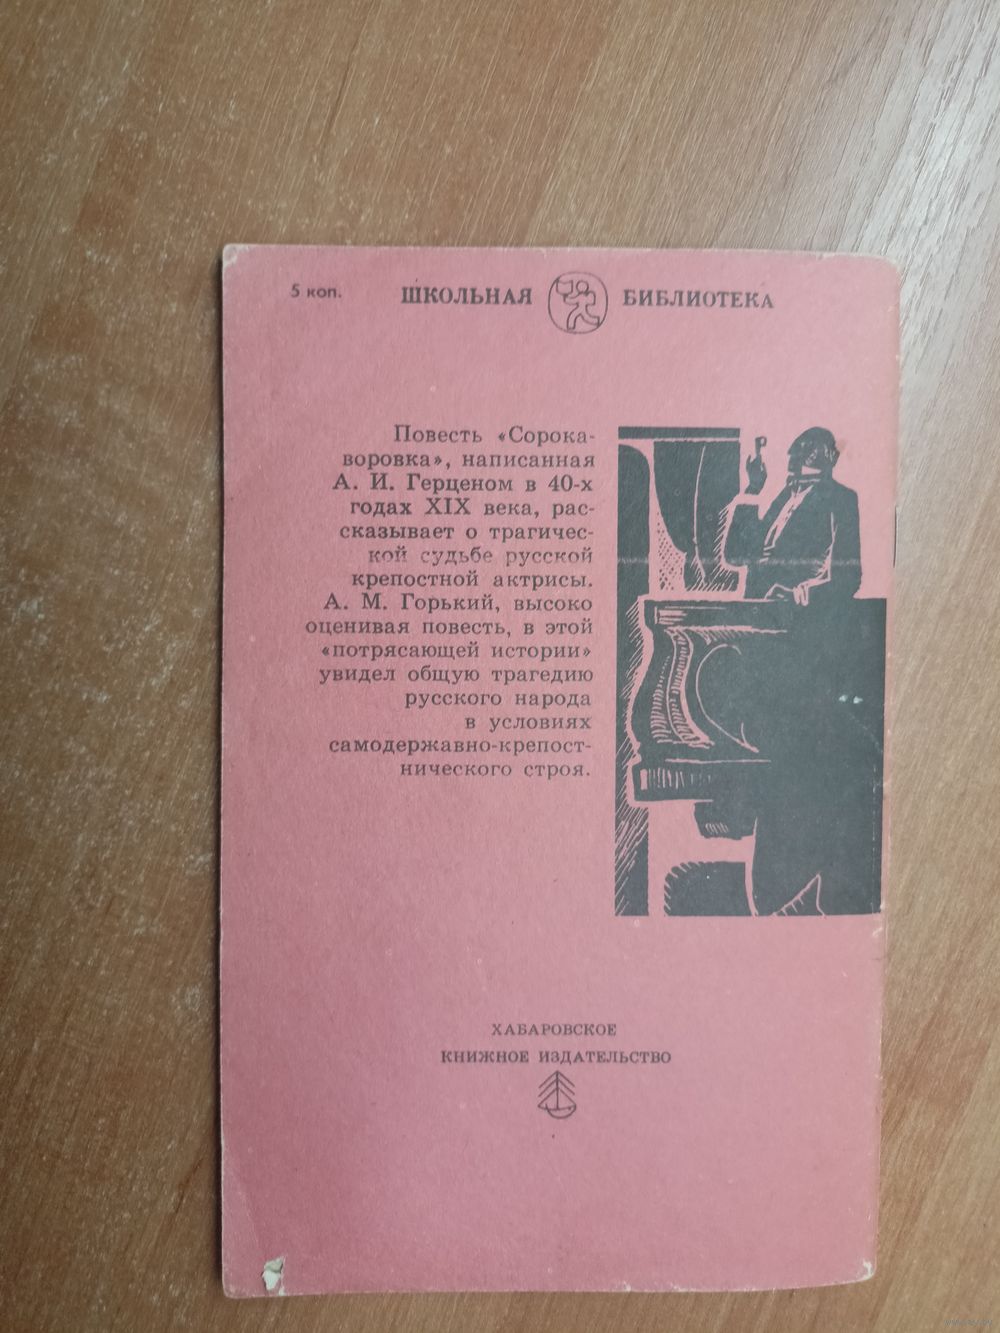 5 коп.
ШКОЛЬНАЯ БИБЛИОТЕКА
Повесть «Сорока-
воровка», написанная
А. И. Герценом в 40-х
годах XIX века, рас-
сказывает о трагичес-
кой судьбе русской
крепостной актрисы.
А. М. Горький, высоко
оценивая повесть, в этой
«потрясающей истории»
увидел общую трагедию
русского народа
в условиях
самодержавно-крепост-
нического строя.
ХАБАРОВСКОЕ
КНИЖНОЕ ИЗДАТЕЛЬСТВО